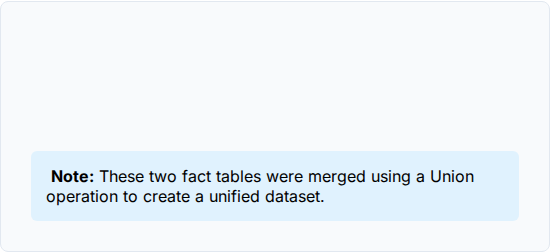 Note: These two fact tables were merged using a Union
operation to create a unified dataset.